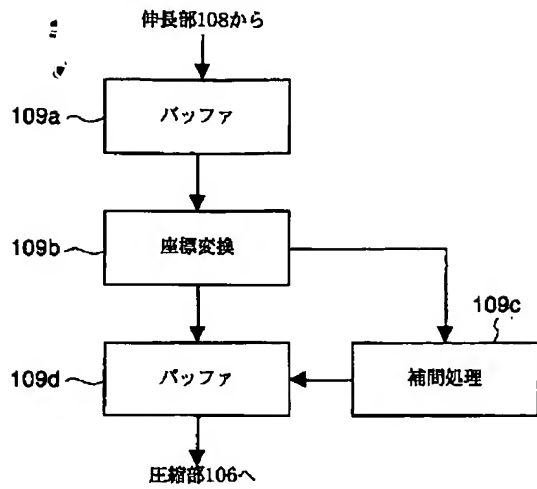 伸長部108から
109a
バッファ
109b
座標変換
109c
109d
バッファ
補間処理
圧縮部106へ